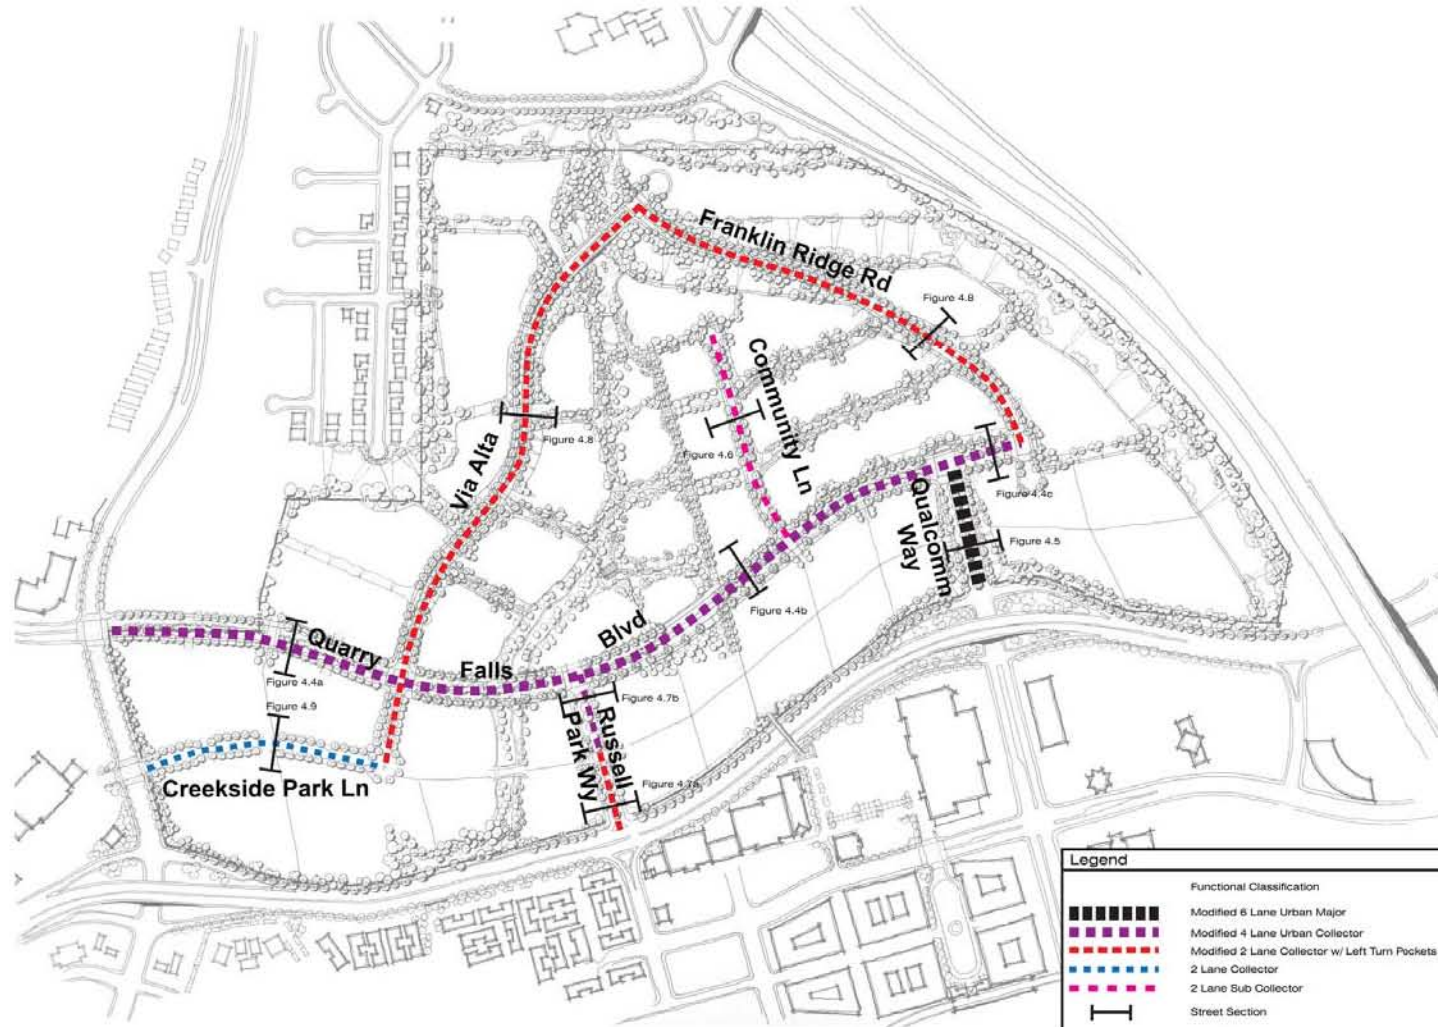 Franklin Ridge Rd
Figure 4.8
Community Ln
Figure 4.6
Via Alta
Figure 4.8
Qualcomm
Way
Figure 4.4c
Figure 4.5
Figure 4.4b
Quarry
Falls
Blvd
Figure 4.4a
Figure 4.9
Figure 4.7b
Russell
Park Wy
Figure 4.7a
Creekside Park Ln
Legend
Functional Classification
Modified 6 Lane Urban Major
Modified 4 Lane Urban Collector
Modified 2 Lane Collector w/ Left Turn Pockets
2 Lane Collector
2 Lane Sub Collector
Street Section